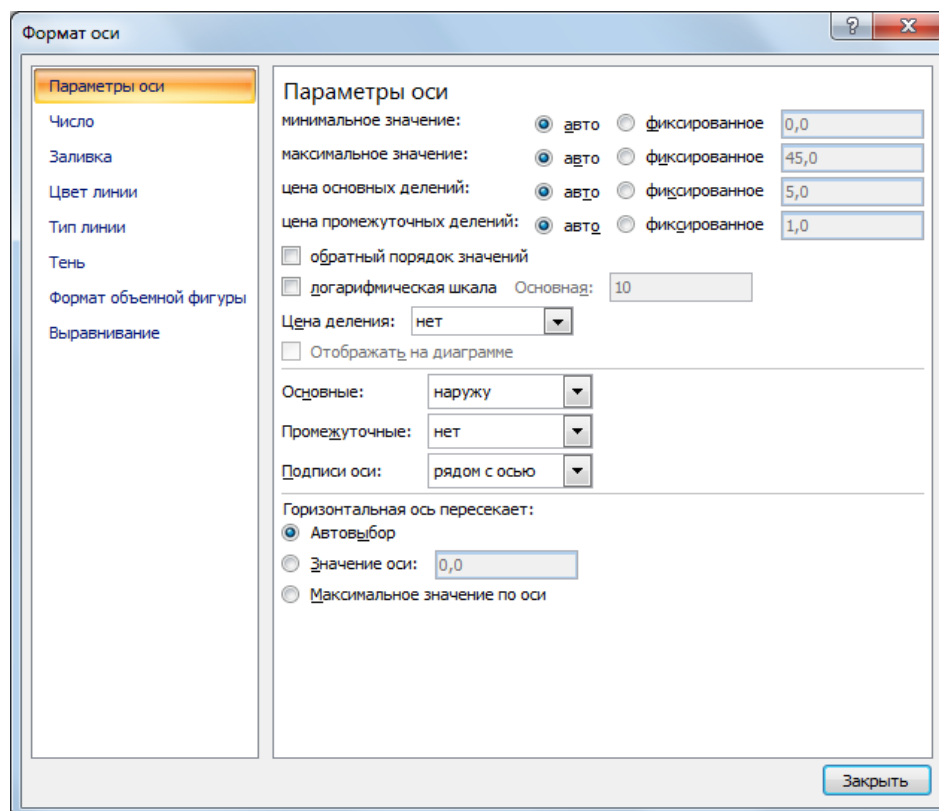 Формат оси
Параметры оси
Число
Заливка
Цвет линии
Тип линии
Тень
Формат объемной фигуры
Выравнивание
Параметры оси
минимальное значение: авто фиксированное 0,0
максимальное значение: авто фиксированное 45,0
цена основных делений: авто фиксированное 5,0
цена промежуточных делений: авто фиксированное 1,0
обратный порядок значений
логарифмическая шкала Основная: 10
Цена деления: нет
Отображать на диаграмме
Основные: наружу
Промежуточные: нет
Подписи оси: рядом с осью
Горизонтальная ось пересекает:
Автовыбор
Значение оси: 0,0
Максимальное значение по оси
Закрыть